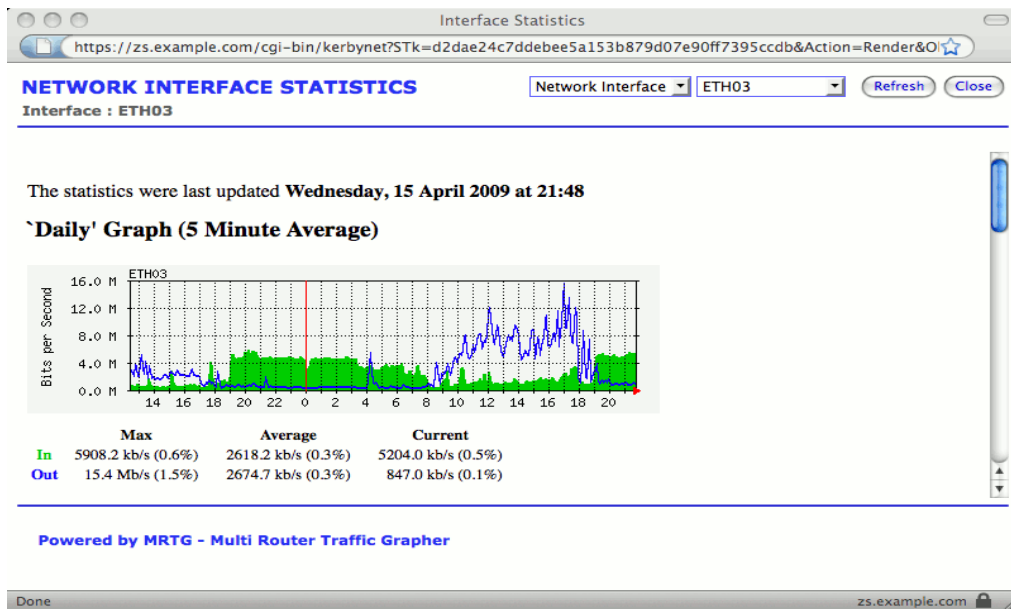 Interface Statistics
https://zs.example.com/cgi-bin/kerbynet?STk=d2dae24c7ddebee5a153b879d07e90ff7395ccdb&Action=Render&O
NETWORK INTERFACE STATISTICS
Network Interface ETH03 Refresh Close
Interface : ETH03
The statistics were last updated Wednesday, 15 April 2009 at 21:48
`Daily' Graph (5 Minute Average)
ETH03
Bits per Second
16.0 M
12.0 M
8.0 M
4.0 M
0.0 M
14 16 18 20 22 0 2 4 6 8 10 12 14 16 18 20
Max Average Current
In 5908.2 kb/s (0.6%) 2618.2 kb/s (0.3%) 5204.0 kb/s (0.5%)
Out 15.4 Mb/s (1.5%) 2674.7 kb/s (0.3%) 847.0 kb/s (0.1%)
Powered by MRTG - Multi Router Traffic Grapher
Done zs.example.com